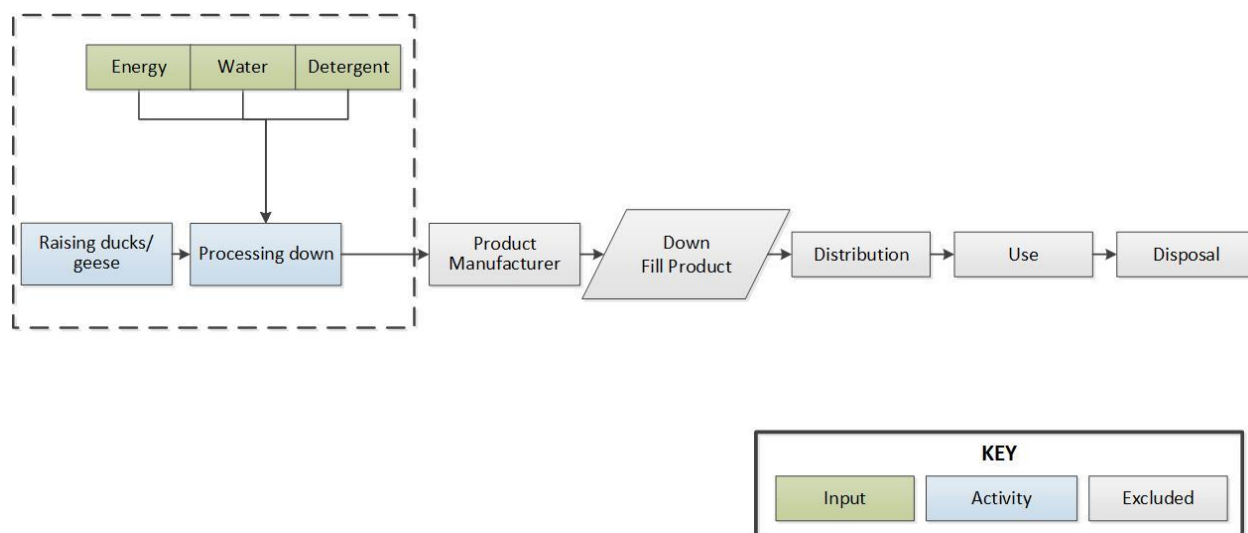 Energy
Water
Detergent
Raising ducks/
geese
Processing down
Product
Manufacturer
Down
Fill Product
Distribution
Use
Disposal
KEY
Input
Activity
Excluded